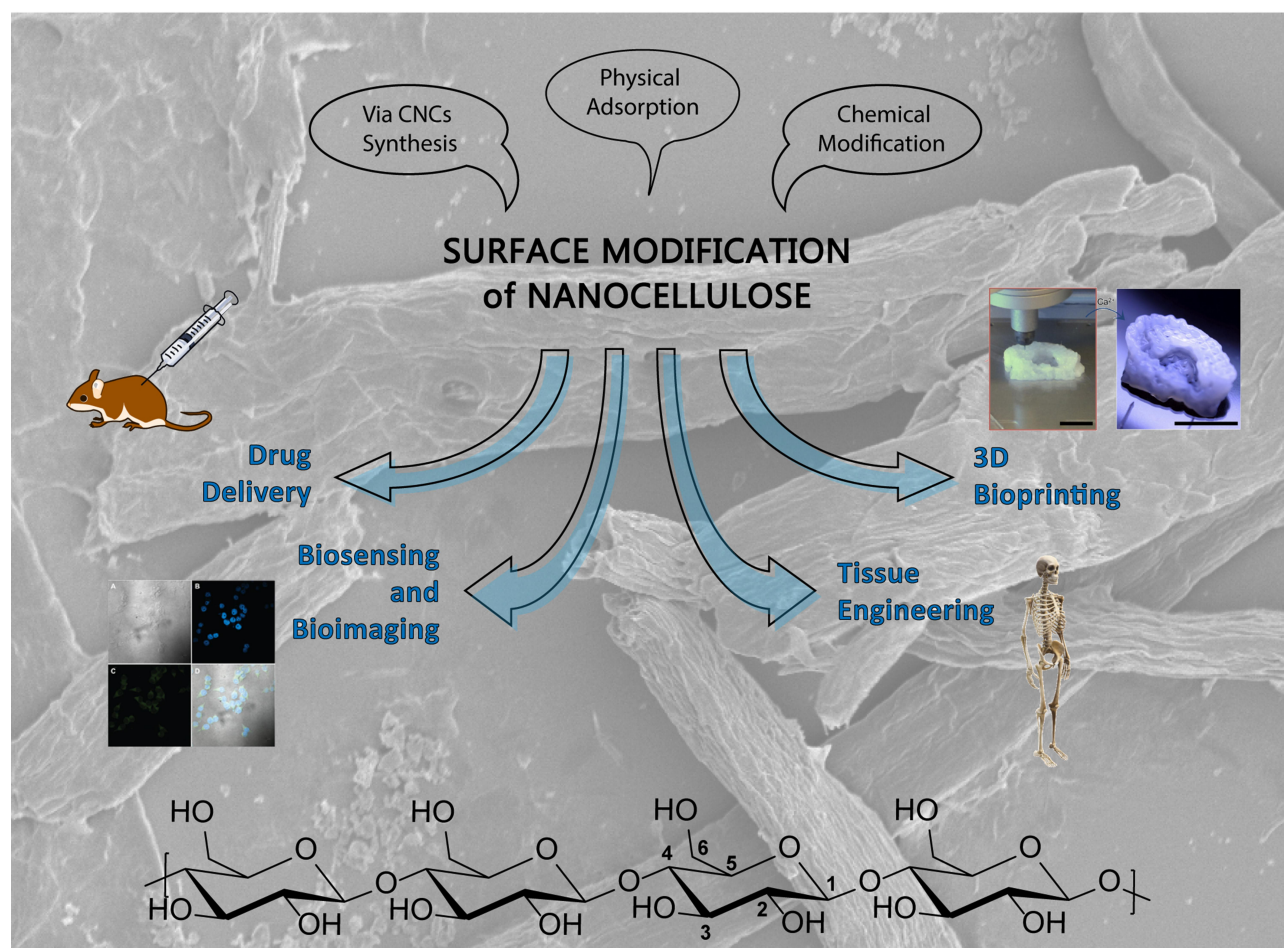 Via CNCs
Synthesis
Physical
Adsorption
Chemical
Modification
SURFACE MODIFICATION
of NANOCELLULOSE
Ca²⁺
Drug
Delivery
3D
Bioprinting
Biosensing
and
Bioimaging
Tissue
Engineering
A
B
C
D
HO
HO
HO
HO
O
O
O
O
6
4
5
1
O
O
O
O
HO
OH
HO
OH
HO
2
OH
HO
OH
3